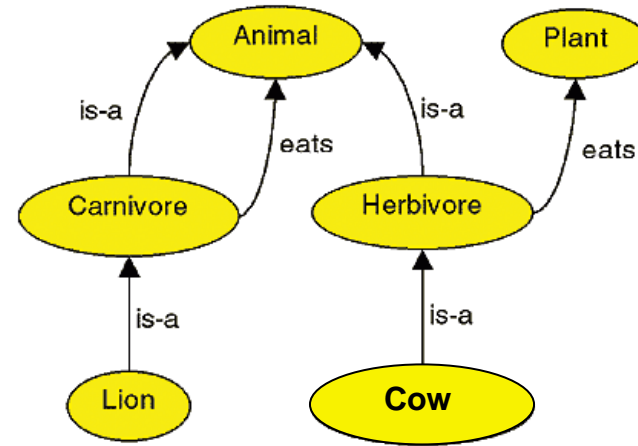 Animal
Plant
is-a
is-a
eats
eats
Carnivore
Herbivore
is-a
is-a
Lion
Cow